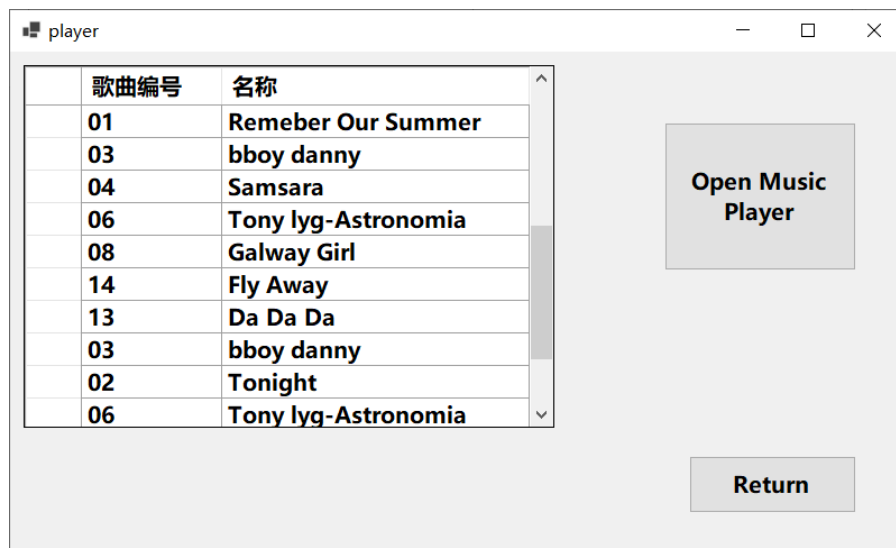 player
歌曲编号 名称
01 Remeber Our Summer
03 bboy danny
04 Samsara
06 Tony lyg-Astronomia
08 Galway Girl
14 Fly Away
13 Da Da Da
03 bboy danny
02 Tonight
06 Tony lyg-Astronomia
Open Music
Player
Return